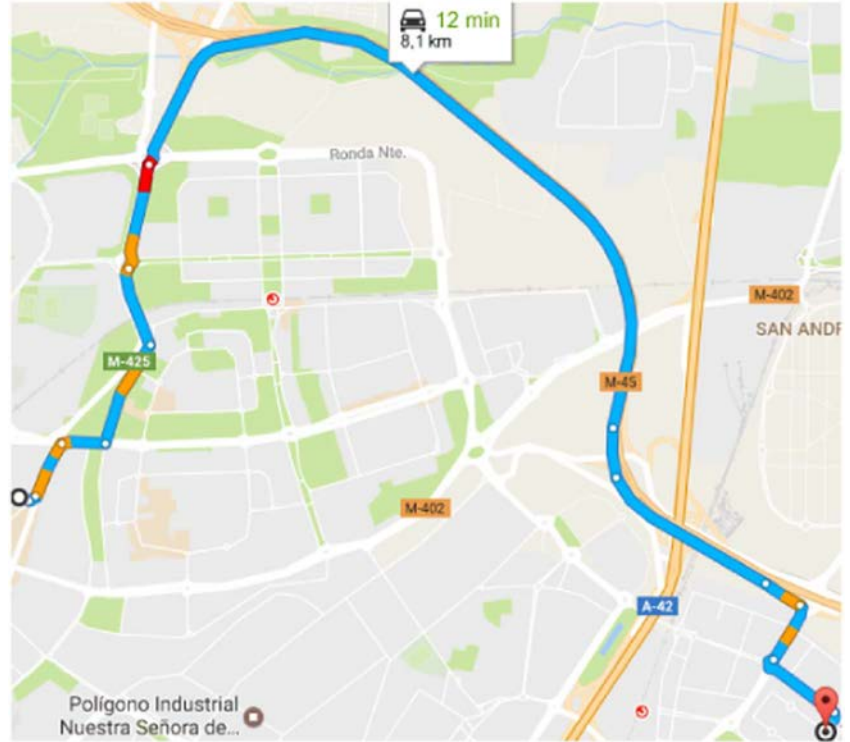 12 min
8,1 km
Ronda Nte.
M-402
SAN ANDR
M-425
M-45
M-402
A-42
Polígono Industrial
Nuestra Señora de...